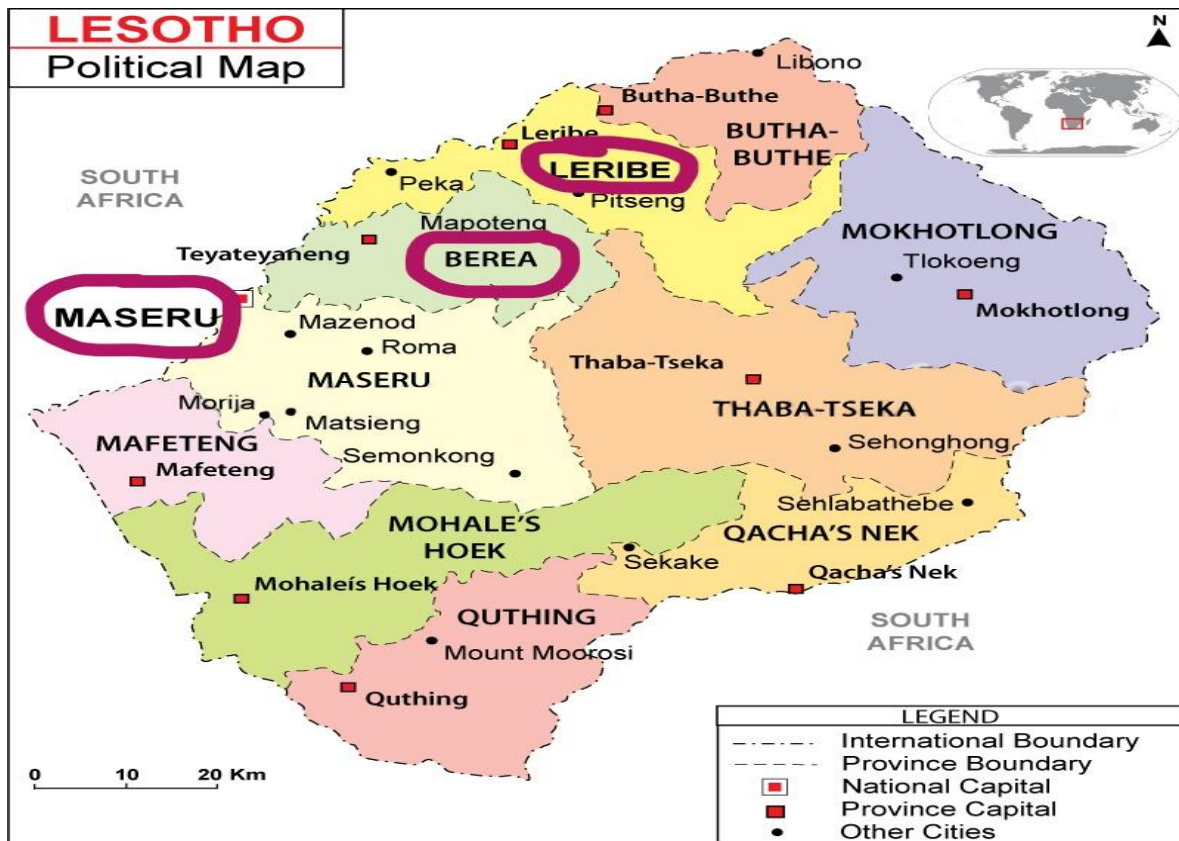 LESOTHO
Political Map
N
Libono
Butha-Buthe
BUTHA-
BUTHE
Leribe
LERIBE
SOUTH
AFRICA
Peka
Pitseng
Mapoteng
MOKHOTLONG
Teyateyaneng
BEREA
Tlokoeng
MASERU
Mokhotlong
Mazenod
Roma
Thaba-Tseka
MASERU
Morija
Matsieng
THABA-TSEKA
MAFETENG
Mafeteng
Semonkong
Sehonghong
Sehlabathebe
MOHALE'S
HOEK
QACHA'S NEK
Sekake
Mohaleís Hoek
Qacha's Nek
QUTHING
SOUTH
AFRICA
Mount Moorosi
Quthing
LEGEND
International Boundary
Province Boundary
National Capital
Province Capital
Other Cities
0 10 20 Km